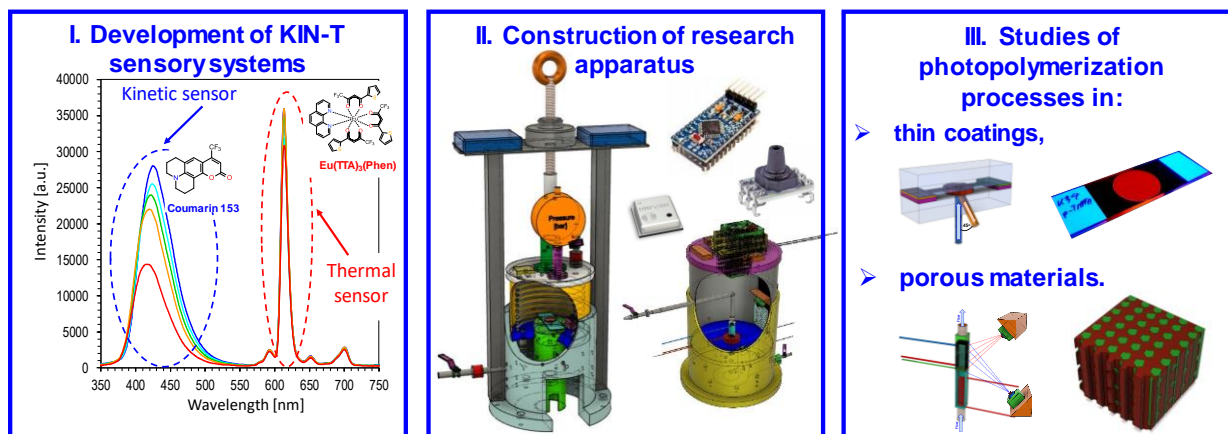 I. Development of KIN-T
sensory systems
40000
35000
30000
25000
20000
15000
10000
5000
0
Intensity [a.u.]
Kinetic sensor
Coumarin 153
Eu(TTA)3(Phen)
Thermal
sensor
350 400 450 500 550 600 650 700 750
Wavelength [nm]
II. Construction of research
apparatus
Pressure
[bar]
III. Studies of
photopolymerization
processes in:
➢ thin coatings,
45°
➢ porous materials.